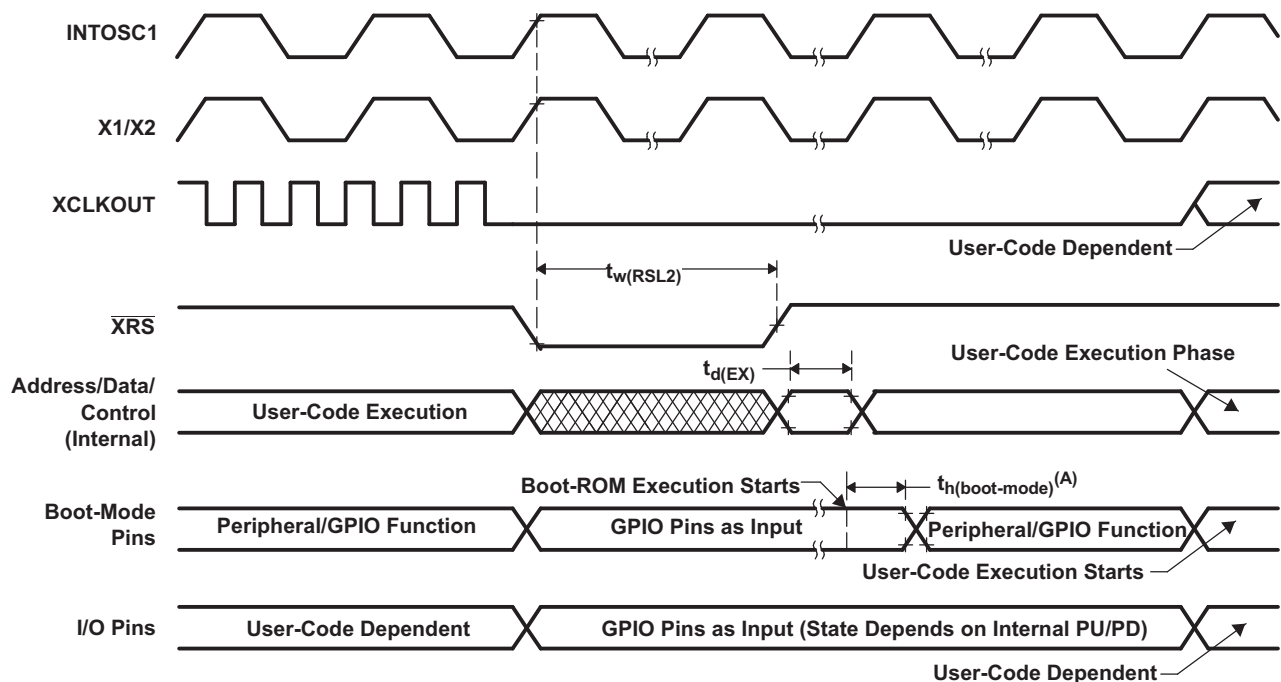 INTOSC1
X1/X2
XCLKOUT
User-Code Dependent
tw(RSL2)
XRS
User-Code Execution Phase
td(EX)
Address/Data/
Control
(Internal)
User-Code Execution
Boot-ROM Execution Starts
th(boot-mode)(A)
Boot-Mode
Pins
Peripheral/GPIO Function
GPIO Pins as Input
Peripheral/GPIO Function
User-Code Execution Starts
I/O Pins
User-Code Dependent
GPIO Pins as Input (State Depends on Internal PU/PD)
User-Code Dependent